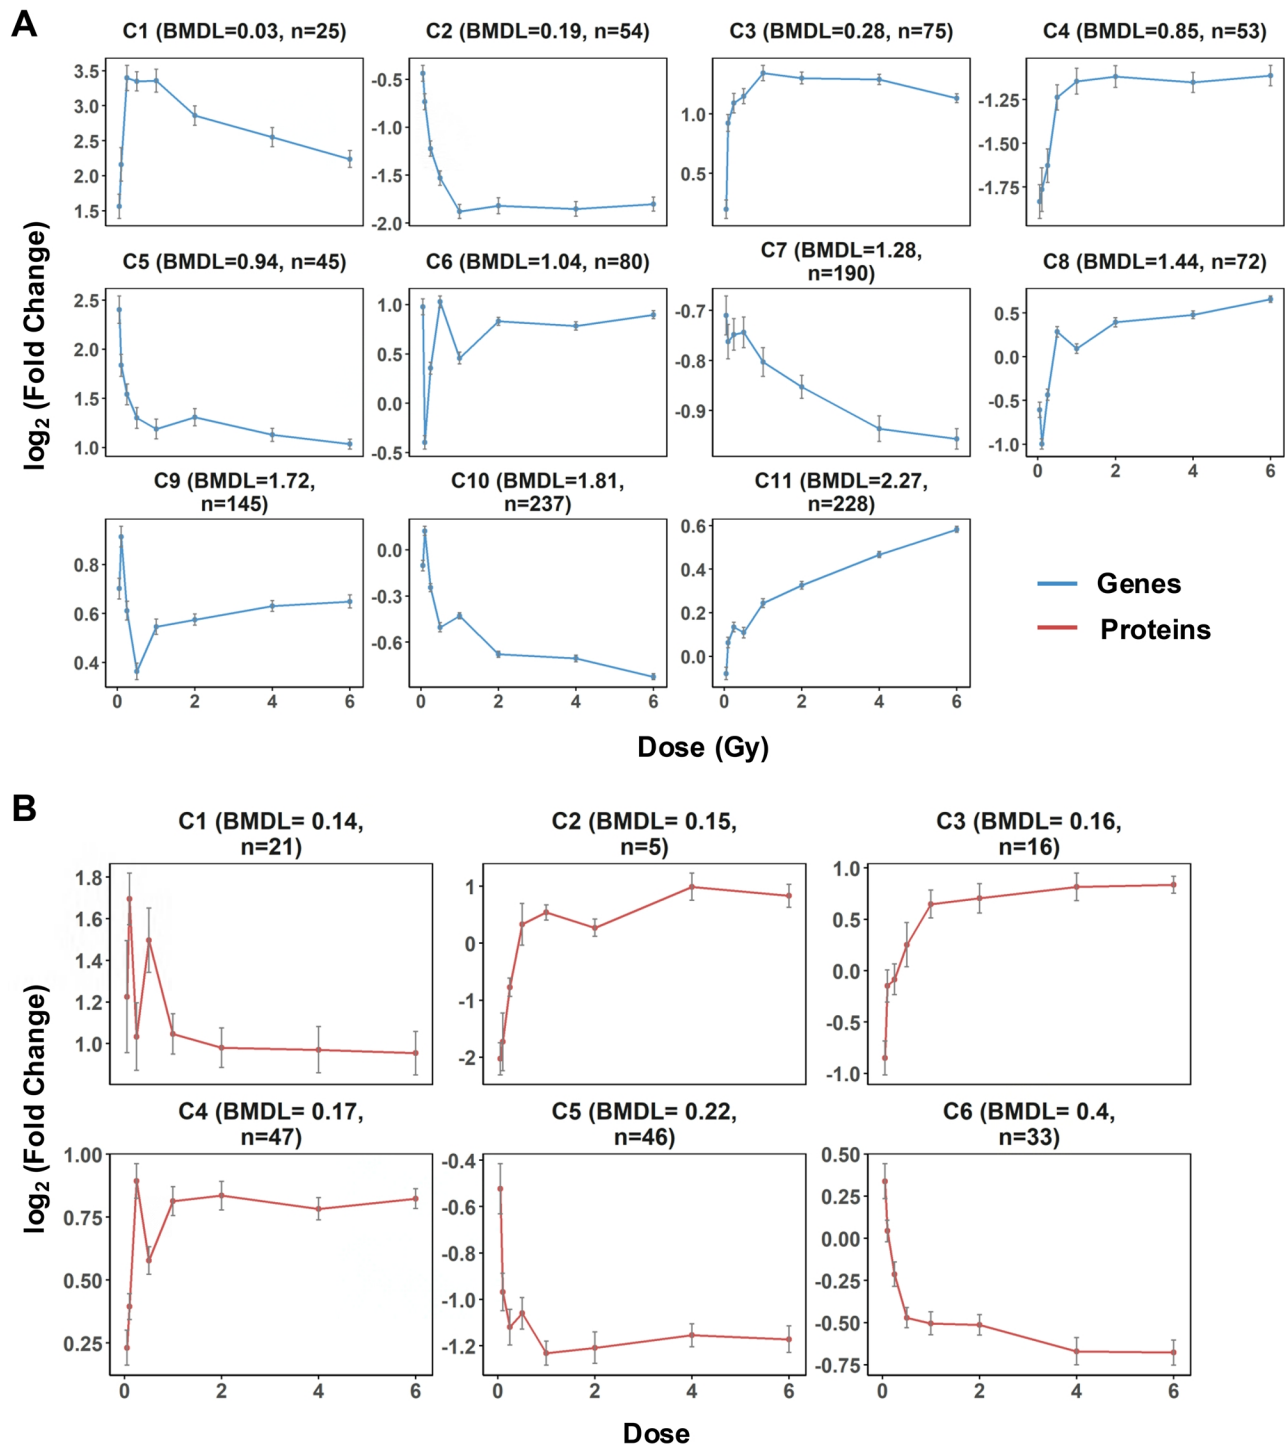 A
C1 (BMDL=0.03, n=25)
C2 (BMDL=0.19, n=54)
C3 (BMDL=0.28, n=75)
C4 (BMDL=0.85, n=53)
3.5
3.0
2.5
2.0
1.5
-0.5
-1.0
-1.5
-2.0
1.0
0.5
-1.25
-1.50
-1.75
C5 (BMDL=0.94, n=45)
C6 (BMDL=1.04, n=80)
C7 (BMDL=1.28,
n=190)
C8 (BMDL=1.44, n=72)
2.5
2.0
1.5
1.0
1.0
0.5
0.0
-0.5
-0.7
-0.8
-0.9
0.5
0.0
-0.5
-1.0
0 2 4 6
C9 (BMDL=1.72,
n=145)
C10 (BMDL=1.81,
n=237)
C11 (BMDL=2.27,
n=228)
0.8
0.6
0.4
0 2 4 6
0.0
-0.3
-0.6
0 2 4 6
0.6
0.4
0.2
0.0
0 2 4 6
Genes
Proteins
log2 (Fold Change)
Dose (Gy)
B
C1 (BMDL= 0.14,
n=21)
C2 (BMDL= 0.15,
n=5)
C3 (BMDL= 0.16,
n=16)
1.8
1.6
1.4
1.2
1.0
1
0
-1
-2
1.0
0.5
0.0
-0.5
-1.0
C4 (BMDL= 0.17,
n=47)
C5 (BMDL= 0.22,
n=46)
C6 (BMDL= 0.4,
n=33)
1.00
0.75
0.50
0.25
0 2 4 6
-0.4
-0.6
-0.8
-1.0
-1.2
0 2 4 6
0.50
0.25
0.00
-0.25
-0.50
-0.75
0 2 4 6
log2 (Fold Change)
Dose